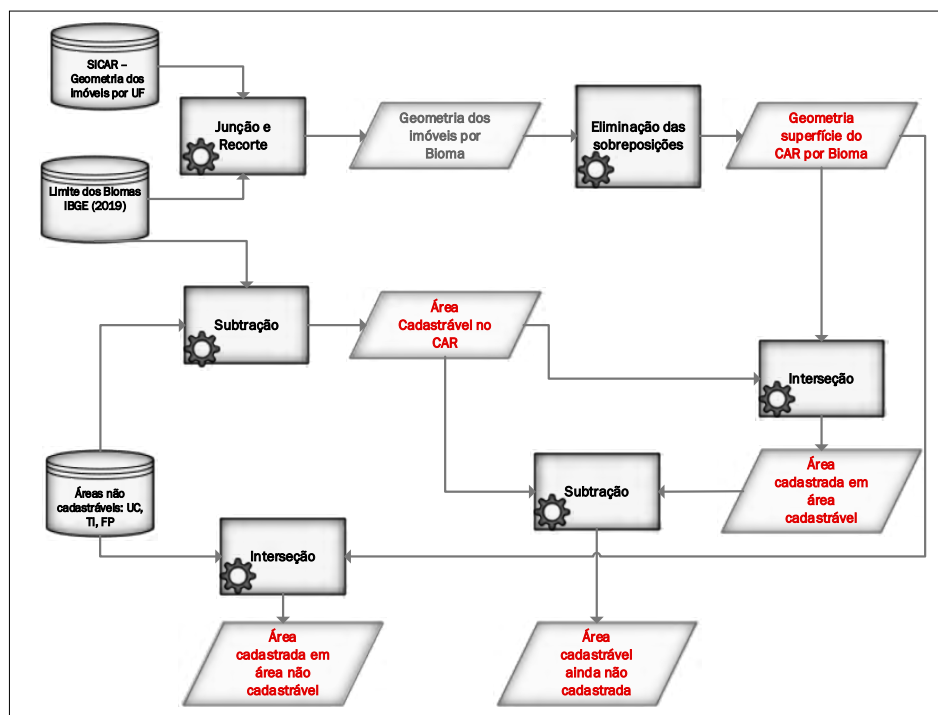 SICAR –
Geometria dos
Imóveis por UF
Junção e
Recorte
Geometria dos
Imóveis por
Bioma
Eliminação das
sobreposições
Geometria
superfície do
CAR por Bioma
Limite dos Biomas
IBGE (2019)
Subtração
Área
Cadastrável no
CAR
Interseção
Áreas não
cadastráveis: UC,
TI, FP
Subtração
Área
cadastrada em
área
cadastrável
Interseção
Área
cadastrada em
área não
cadastrável
Área
cadastrável
ainda não
cadastrada